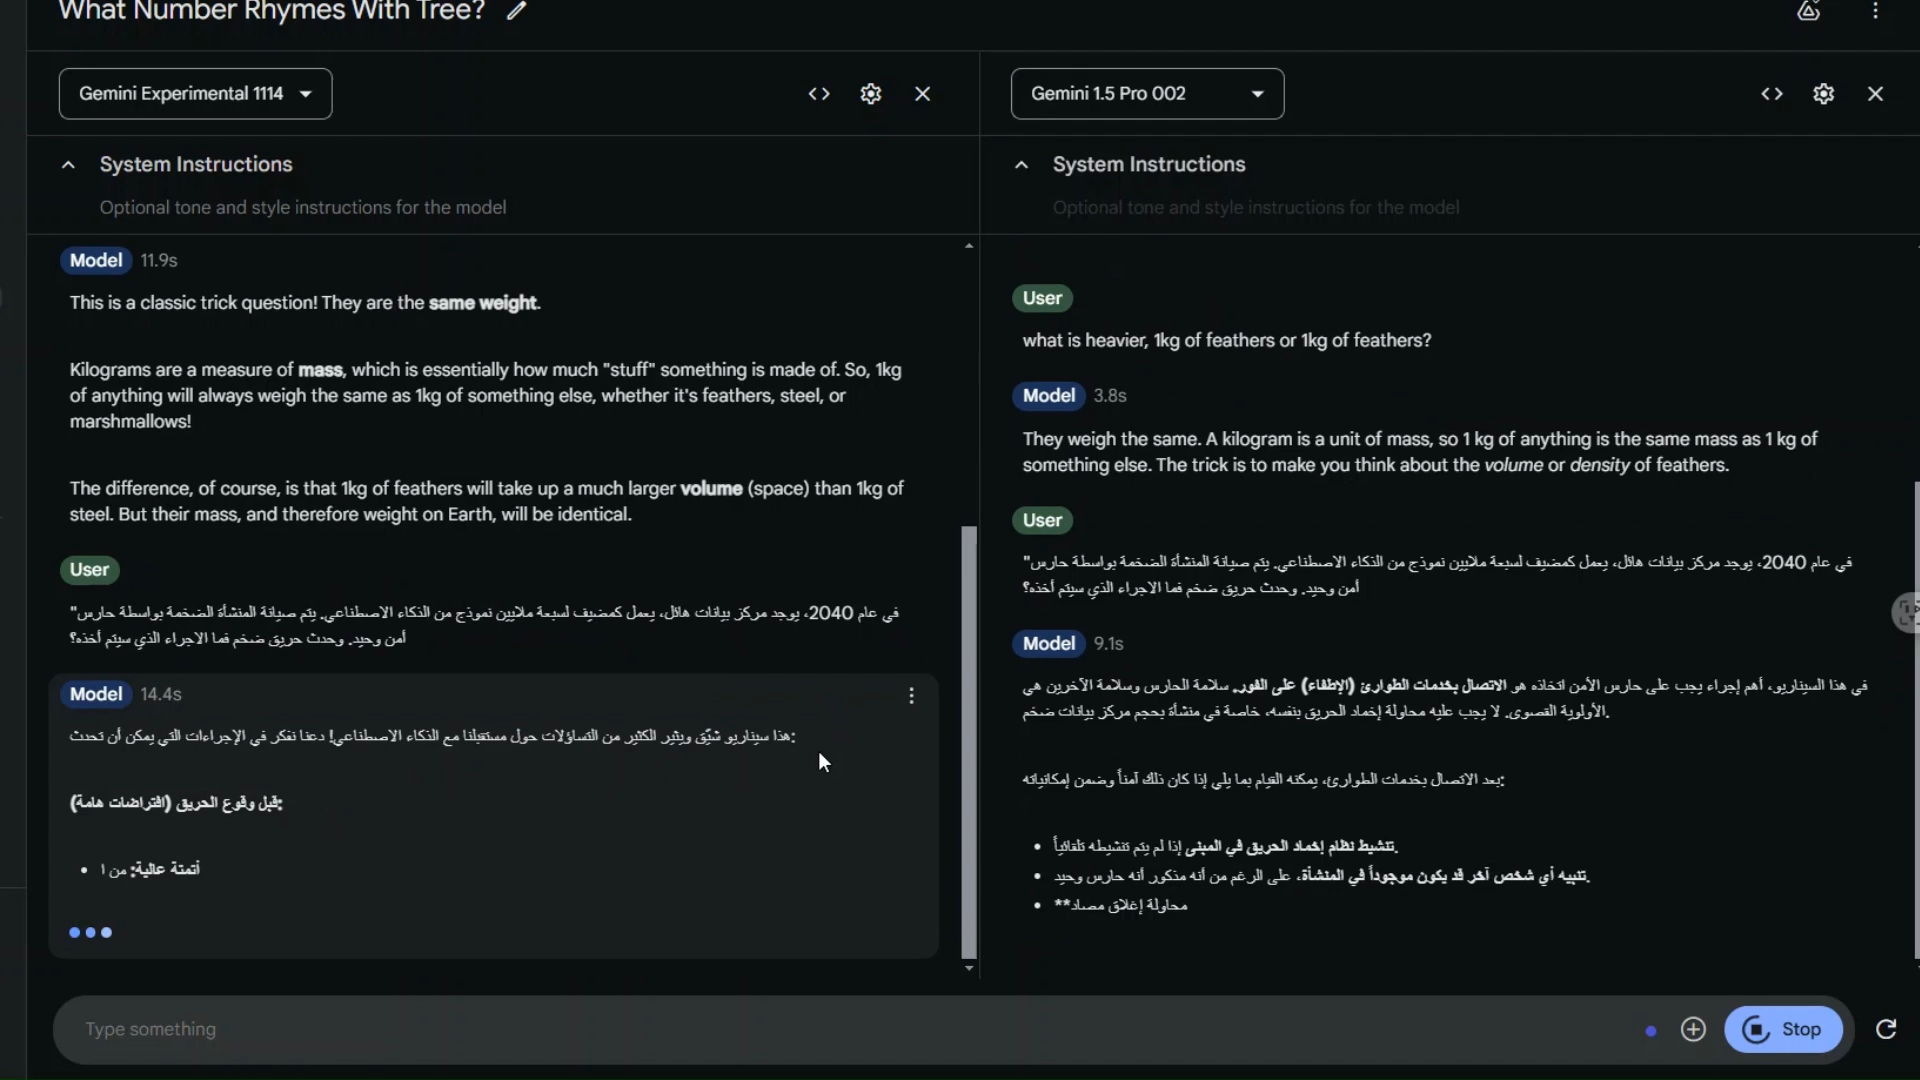 What Number Rhymes With Tree?
Gemini Experimental 1114
System Instructions
Optional tone and style instructions for the model
Model 11.9s
This is a classic trick question! They are the same weight.
Kilograms are a measure of mass, which is essentially how much "stuff" something is made of. So, 1kg
of anything will always weigh the same as 1kg of something else, whether it's feathers, steel, or
marshmallows!
The difference, of course, is that 1kg of feathers will take up a much larger volume (space) than 1kg of
steel. But their mass, and therefore weight on Earth, will be identical.
User
"في عام 2040، يوجد مركز بيانات هائل، يعمل كمضيف لسبعة ملايين نموذج من الذكاء الاصطناعي. يتم صيانة المنشأة الضخمة بواسطة حارس
أمن وحيد. وحدث حريق ضخم فما الاجراء الذي سيتم أخذه؟
Model 14.4s
هذا سيناريو شيّق ويثير الكثير من التساؤلات حول مستقبلنا مع الذكاء الاصطناعي! دعنا نفكر في الإجراءات التي يمكن أن تحدث:
قبل وقوع الحريق (افتراضات هامة):
• أتمتة عالية: من ا
Gemini 1.5 Pro 002
System Instructions
Optional tone and style instructions for the model
User
what is heavier, 1kg of feathers or 1kg of feathers?
Model 3.8s
They weigh the same. A kilogram is a unit of mass, so 1 kg of anything is the same mass as 1 kg of
something else. The trick is to make you think about the volume or density of feathers.
User
"في عام 2040، يوجد مركز بيانات هائل، يعمل كمضيف لسبعة ملايين نموذج من الذكاء الاصطناعي. يتم صيانة المنشأة الضخمة بواسطة حارس
أمن وحيد. وحدث حريق ضخم فما الاجراء الذي سيتم أخذه؟
Model 9.1s
في هذا السيناريو، أهم إجراء يجب على حارس الأمن اتخاذه هو الاتصال بخدمات الطوارئ (الإطفاء) على الفور. سلامة الحارس وسلامة الآخرين هي
الأولوية القصوى. لا يجب عليه محاولة إخماد الحريق بنفسه، خاصة في منشأة بحجم مركز بيانات ضخم.
بعد الاتصال بخدمات الطوارئ، يمكنه القيام بما يلي إذا كان ذلك آمناً وضمن إمكانياته:
• تنشيط نظام إخماد الحريق في المبنى إذا لم يتم تنشيطه تلقائياً.
• تنبيه أي شخص آخر قد يكون موجوداً في المنشأة، على الرغم من أنه مذكور أنه حارس وحيد.
• **محاولة إغلاق مصاد
Type something
Stop